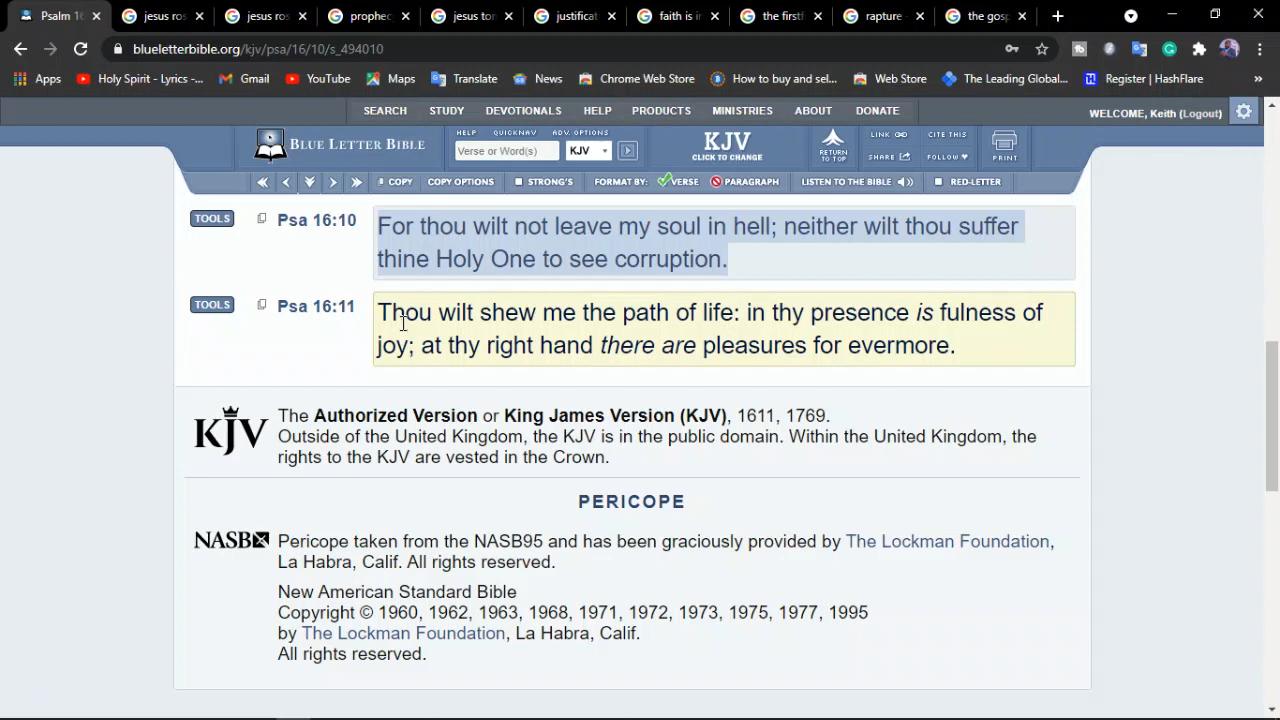 Psalm
jesus ros
jesus ros
prophec
jesus tor
justificat
faith is in
the firstf
rapture -
the gosp
blueletterbible.org/kjv/psa/16/10/s_494010
Apps Holy Spirit - Lyrics -... Gmail YouTube Maps Translate News Chrome Web Store How to buy and sel... Web Store The Leading Global... Register | HashFlare »
SEARCH STUDY DEVOTIONALS HELP PRODUCTS MINISTRIES ABOUT DONATE WELCOME, Keith (Logout)
BLUE LETTER BIBLE
HELP QUICKNAV ADV. OPTIONS
Verse or Word(s) KJV
KJV
CLICK TO CHANGE
RETURN
TO TOP
LINK CITE THIS
SHARE FOLLOW
PRINT
COPY COPY OPTIONS STRONG'S FORMAT BY: VERSE PARAGRAPH LISTEN TO THE BIBLE RED-LETTER
TOOLS Psa 16:10 For thou wilt not leave my soul in hell; neither wilt thou suffer
thine Holy One to see corruption.
TOOLS Psa 16:11 Thou wilt shew me the path of life: in thy presence is fulness of
joy; at thy right hand there are pleasures for evermore.
KJV
The Authorized Version or King James Version (KJV), 1611, 1769.
Outside of the United Kingdom, the KJV is in the public domain. Within the United Kingdom, the
rights to the KJV are vested in the Crown.
PERICOPE
NASB Pericope taken from the NASB95 and has been graciously provided by The Lockman Foundation,
La Habra, Calif. All rights reserved.
New American Standard Bible
Copyright © 1960, 1962, 1963, 1968, 1971, 1972, 1973, 1975, 1977, 1995
by The Lockman Foundation, La Habra, Calif.
All rights reserved.